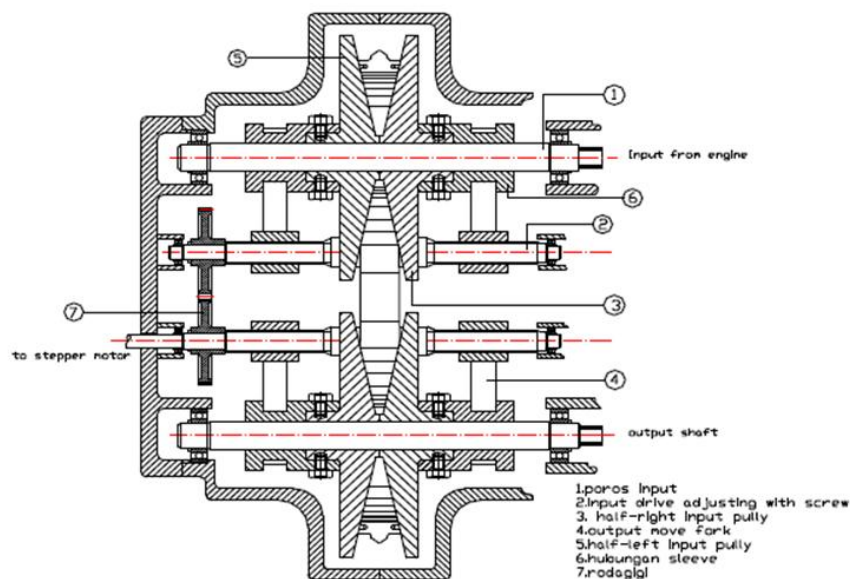 5
1
Input from engine
6
2
7
3
to stepper motor
4
output shaft
1.poros input
2.input drive adjusting with screw
3. half-right input pully
4.output move fork
5.half-left input pully
6.hubungan sleeve
7.rodagigi